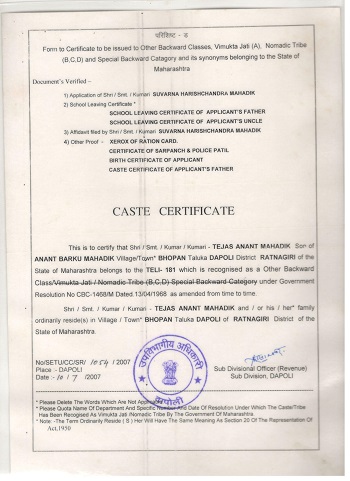 परिशिष्ट - ड
Form to Certificate to be issued to Other Backward Classes, Vimukta Jati (A), Nomadic Tribe
(B,C,D) and Special Backward Catagory and its synonyms belonging to the State of
Maharashtra
Document's Verified –
1) Application of Shri / Smt. / Kumari SUVARNA HARISHCHANDRA MAHADIK
2) School Leaving Certificate *
SCHOOL LEAVING CERTIFICATE OF APPLICANT'S FATHER
SCHOOL LEAVING CERTIFICATE OF APPLICANT'S UNCLE
3) Affidavit filed by Shri / Smt. / Kumari SUVARNA HARISHCHANDRA MAHADIK
4) Other Proof - XEROX OF RATION CARD.
CERTIFICATE OF SARPANCH & POLICE PATIL
BIRTH CERTIFICATE OF APPLICANT
CASTE CERTIFICATE OF APPLICANT'S FATHER
CASTE CERTIFICATE
This is to certify that Shri / Smt. / Kumar / Kumari - TEJAS ANANT MAHADIK Son of
ANANT BARKU MAHADIK Village/Town* BHOPAN Taluka DAPOLI District RATNAGIRI of
the State of Maharashtra belongs to the TELI- 181 which is recognised as a Other Backward
Class/Vimukta Jati / Nomadic Tribe (B,C,D) Special Backward Category under Government
Resolution No CBC-1468/M Dated.13/04/1968 as amended from time to time.
Shri / Smt. / Kumar / Kumari - TEJAS ANANT MAHADIK and / or his / her* family
ordinarily reside(s) in Village / Town* BHOPAN Taluka DAPOLI of RATNAGIRI District of the
State of Maharashtra.
No/SETU/CC/SR/ / 2007
Place - DAPOLI
Date :- 10 / 7 /2007
उपविभागीय अधिकारी
दापोली
Sub Divisional Officer (Revenue)
Sub Division, DAPOLI
* Please Delete The Words Which Are Not Applicable
* Please Quota Name Of Department And Specific Number And Date Of Resolution Under Which The Caste/Tribe
Has Been Recognised As Vimukta Jati /Nomadic Tribe By The Government Of Maharashtra.
* Note: -The Term Ordinarily Reside ( S ) Her Will Have The Same Meaning As Section 20 Of The Representation Of
Act,1950